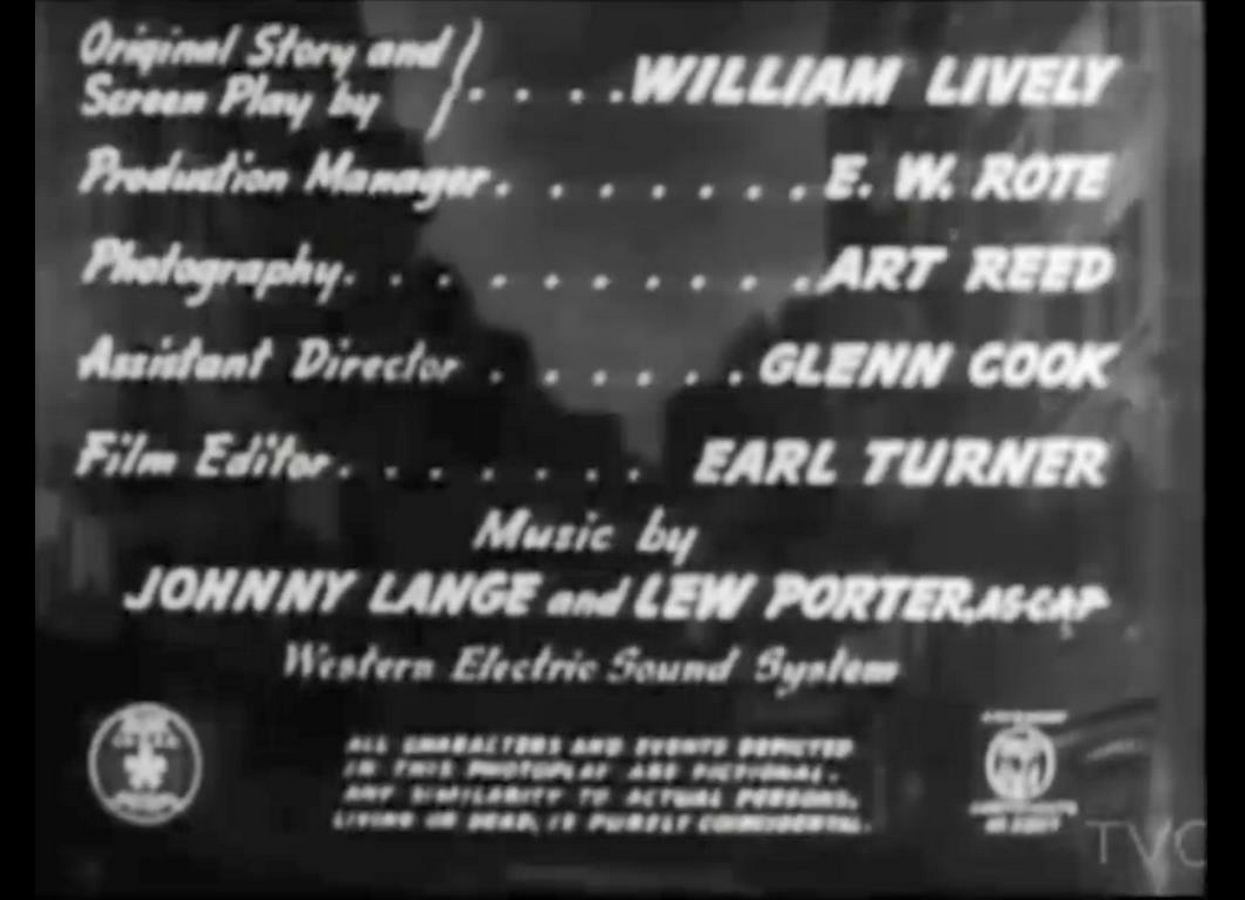 Original Story and
Screen Play by } . . . . WILLIAM LIVELY
Production Manager. . . . . . . E. W. ROTE
Photography. . . . . . . . . . ART REED
Assistant Director . . . . . . GLENN COOK
Film Editor. . . . . . . EARL TURNER
Music by
JOHNNY LANGE and LEW PORTER, ASCAP
Western Electric Sound System
ALL CHARACTERS AND EVENTS DEPICTED
IN THIS PHOTOPLAY ARE FICTIONAL.
ANY SIMILARITY TO ACTUAL PERSONS,
LIVING OR DEAD, IS PURELY COINCIDENTAL.
TVC